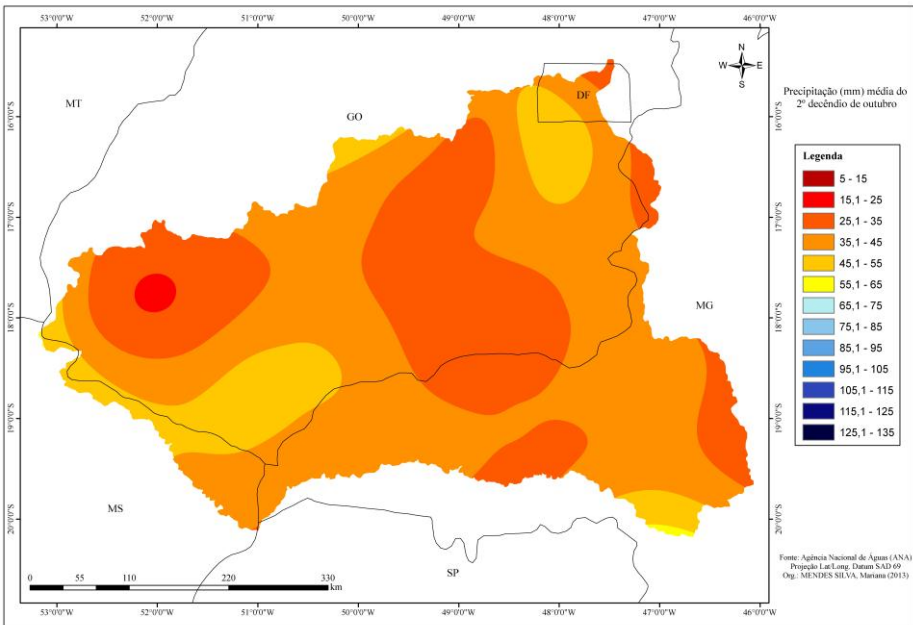 53°0'0"W 52°0'0"W 51°0'0"W 50°0'0"W 49°0'0"W 48°0'0"W 47°0'0"W 46°0'0"W
N
W E
S
MT
GO
DF
MG
MS
SP
16°0'0"S
17°0'0"S
18°0'0"S
19°0'0"S
20°0'0"S
16°0'0"S
17°0'0"S
18°0'0"S
19°0'0"S
20°0'0"S
0 55 110 220 330
km
53°0'0"W 52°0'0"W 51°0'0"W 50°0'0"W 49°0'0"W 48°0'0"W 47°0'0"W 46°0'0"W
Precipitação (mm) média do
2º decêndio de outubro
Legenda
5 - 15
15,1 - 25
25,1 - 35
35,1 - 45
45,1 - 55
55,1 - 65
65,1 - 75
75,1 - 85
85,1 - 95
95,1 - 105
105,1 - 115
115,1 - 125
125,1 - 135
Fonte: Agência Nacional de Águas (ANA)
Projeção Lat/Long. Datum SAD 69
Org.: MENDES SILVA, Mariana (2013)